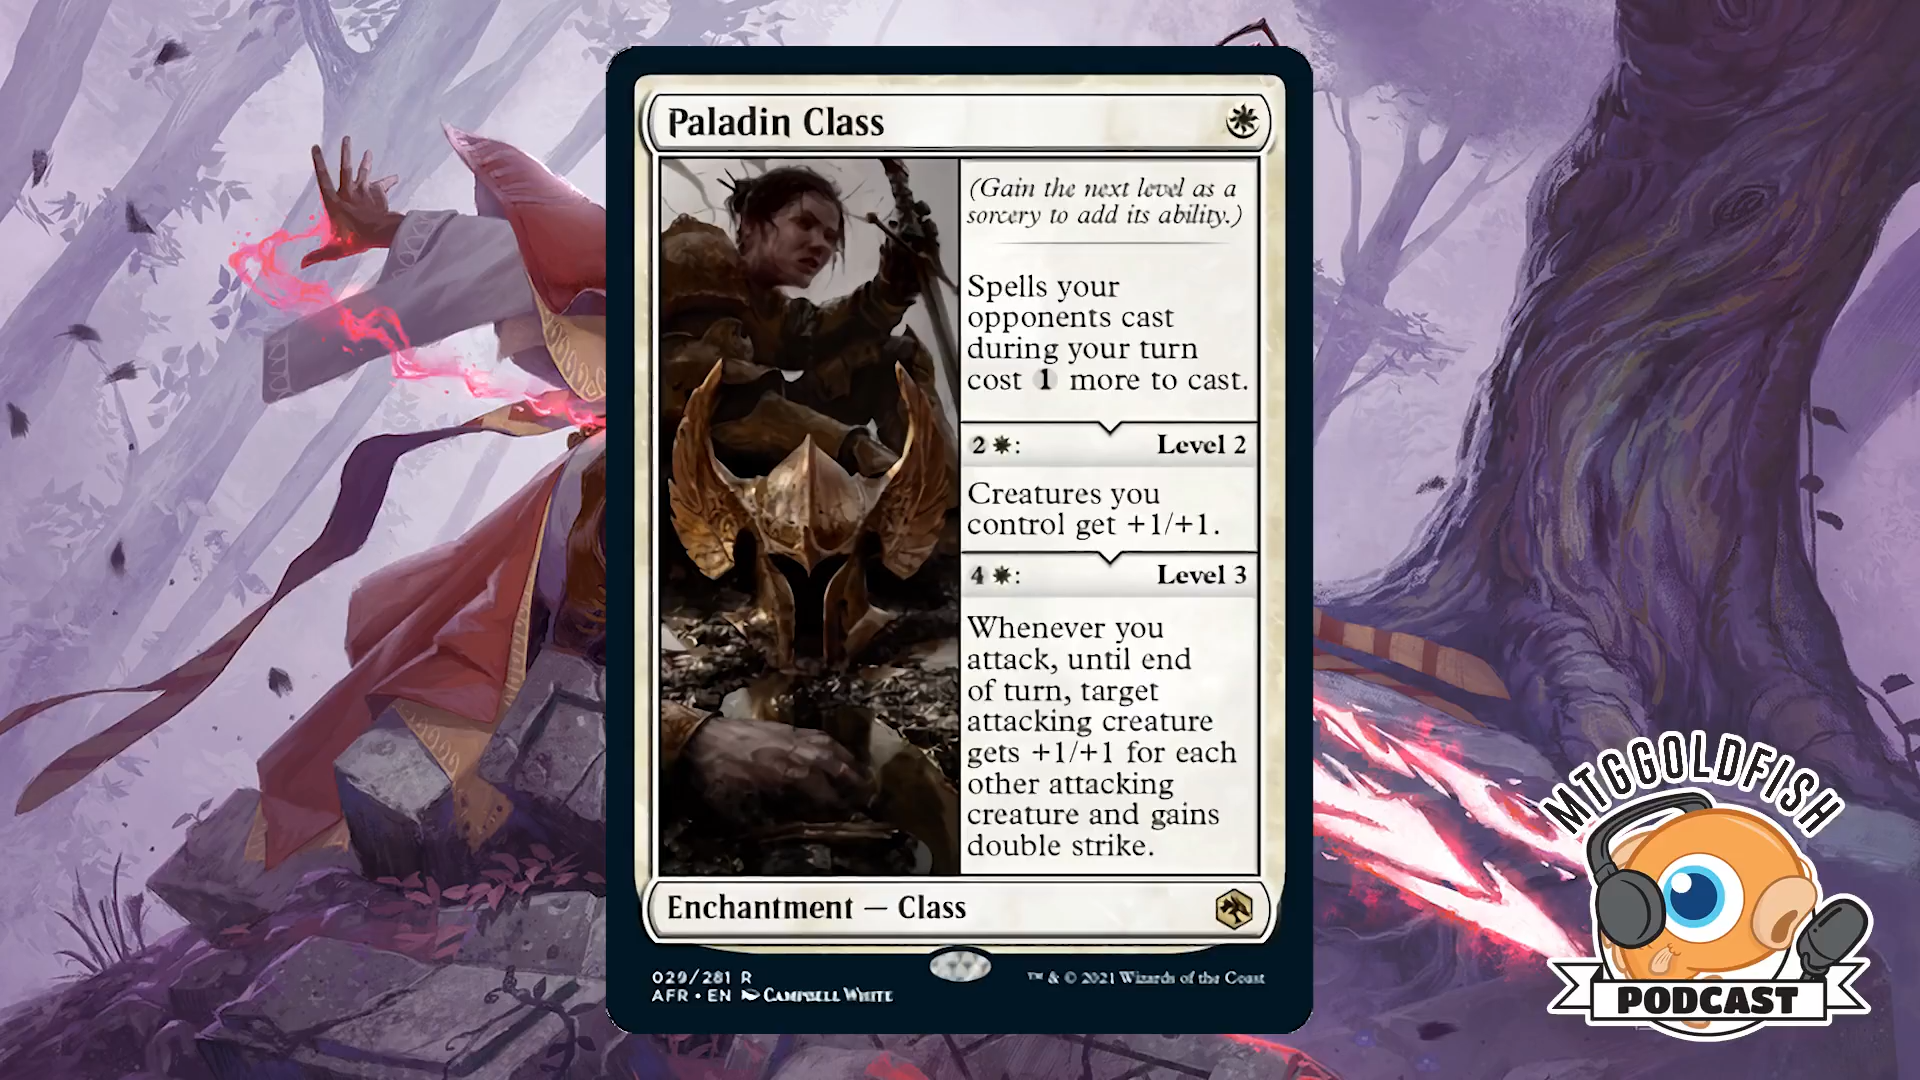 Paladin Class
(Gain the next level as a
sorcery to add its ability.)
Spells your
opponents cast
during your turn
cost 1 more to cast.
2 : Level 2
Creatures you
control get +1/+1.
4 : Level 3
Whenever you
attack, until end
of turn, target
attacking creature
gets +1/+1 for each
other attacking
creature and gains
double strike.
Enchantment — Class
029/281 R
™ & © 2021 Wizards of the Coast
AFR • EN Campbell White
MTGGOLDFISH
PODCAST